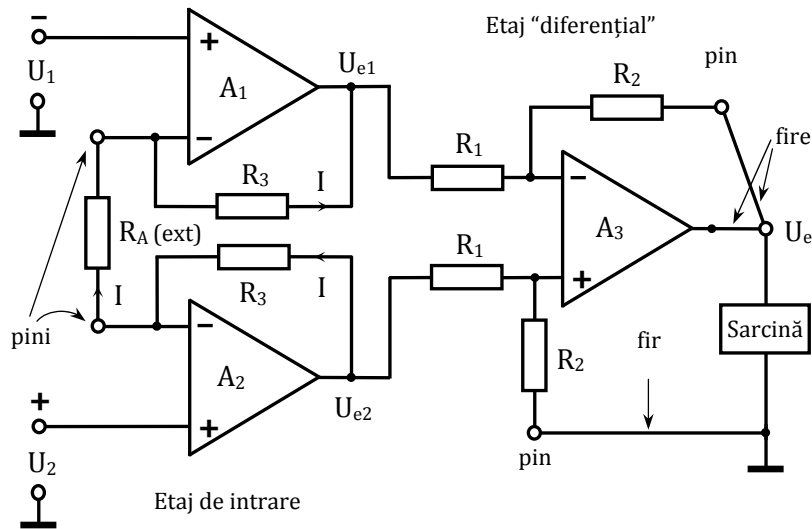 Etaj “diferențial”
−
U1
+
A1
−
Ue1
R2
pin
R1
fire
R3
I
−
A3
+
Ue
RA (ext)
R1
I
R3
I
pini
−
A2
+
Ue2
R2
fir
Sarcină
+
U2
pin
Etaj de intrare